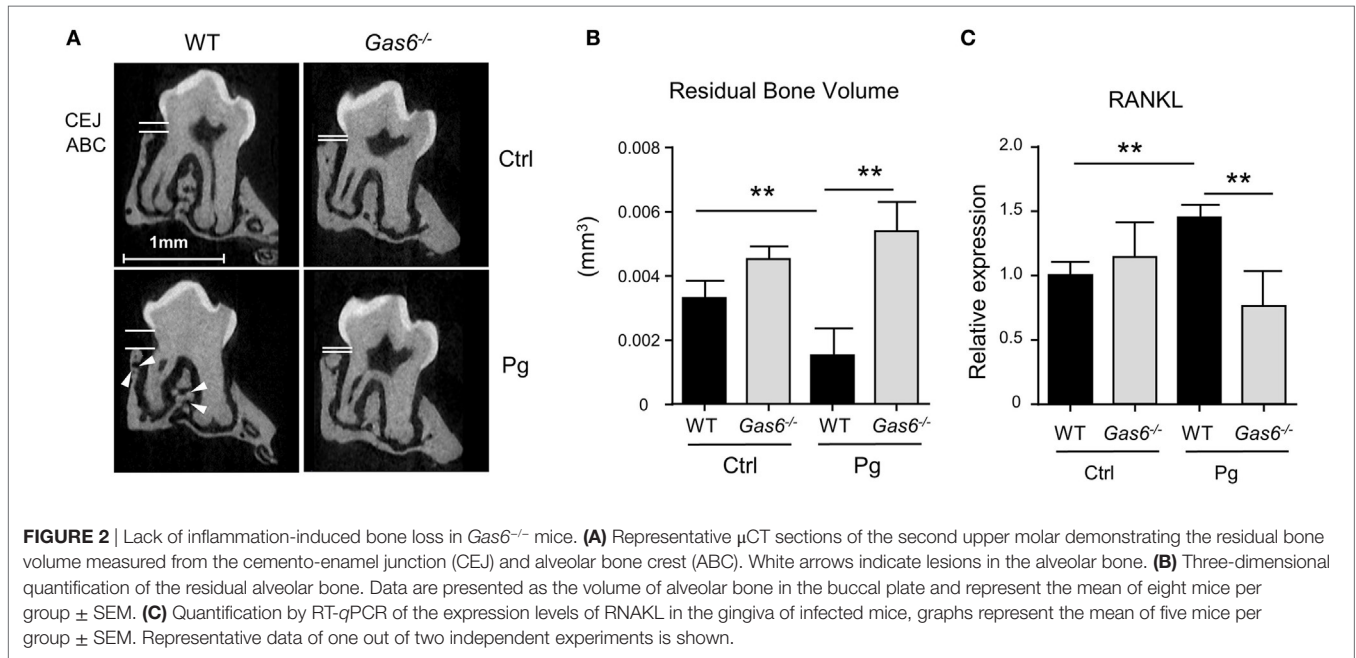 A
WT
Gas6-/-
CEJ
ABC
Ctrl
1mm
Pg
B
Residual Bone Volume
(mm³)
0.008
0.006
0.004
0.002
0
**
**
WT
Gas6-/-
WT
Gas6-/-
Ctrl
Pg
C
RANKL
Relative expression
2.0
1.5
1.0
0.5
0
**
**
WT
Gas6-/-
WT
Gas6-/-
Ctrl
Pg
FIGURE 2 | Lack of inflammation-induced bone loss in Gas6−/− mice. (A) Representative μCT sections of the second upper molar demonstrating the residual bone
volume measured from the cemento-enamel junction (CEJ) and alveolar bone crest (ABC). White arrows indicate lesions in the alveolar bone. (B) Three-dimensional
quantification of the residual alveolar bone. Data are presented as the volume of alveolar bone in the buccal plate and represent the mean of eight mice per
group ± SEM. (C) Quantification by RT-qPCR of the expression levels of RNAKL in the gingiva of infected mice, graphs represent the mean of five mice per
group ± SEM. Representative data of one out of two independent experiments is shown.